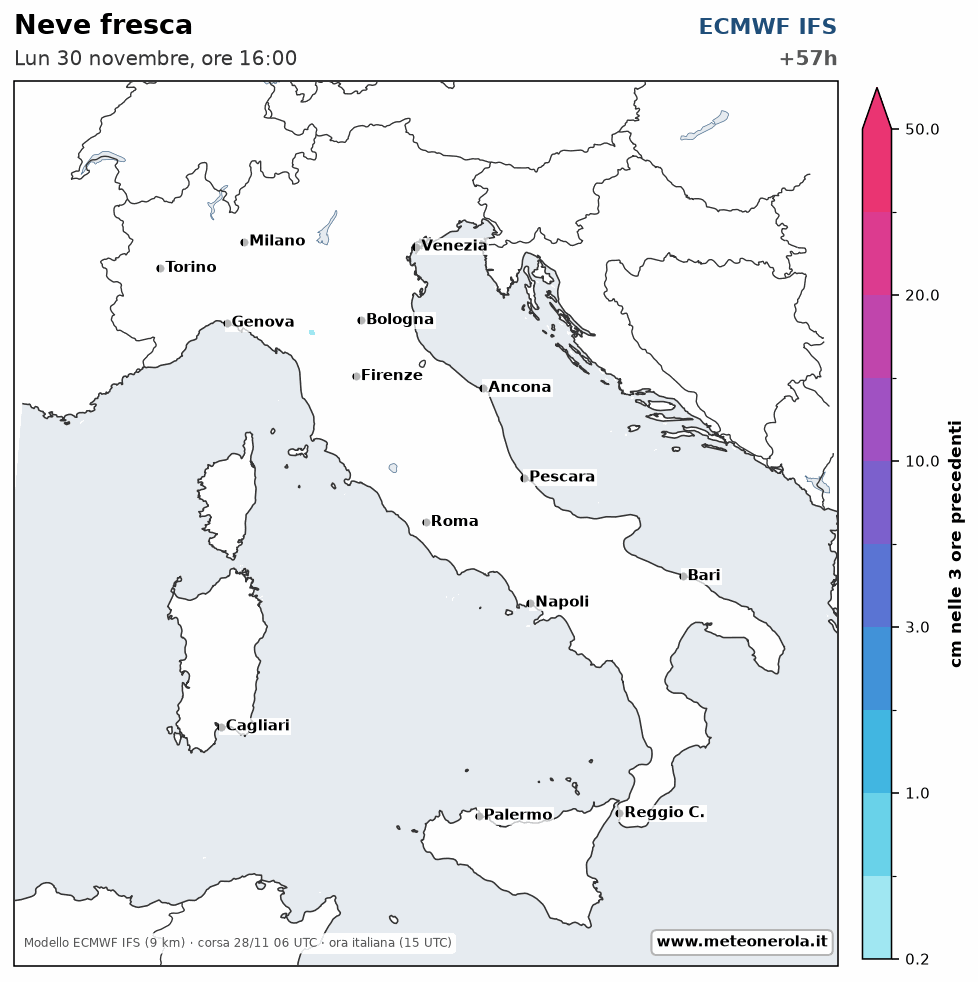 Neve fresca
ECMWF IFS
Lun 30 novembre, ore 16:00
+57h
50.0
20.0
10.0
3.0
1.0
0.2
cm nelle 3 ore precedenti
Milano
Venezia
Torino
Genova
Bologna
Firenze
Ancona
Pescara
Roma
Bari
Napoli
Cagliari
Palermo
Reggio C.
Modello ECMWF IFS (9 km) · corsa 28/11 06 UTC · ora italiana (15 UTC)
www.meteonerola.it